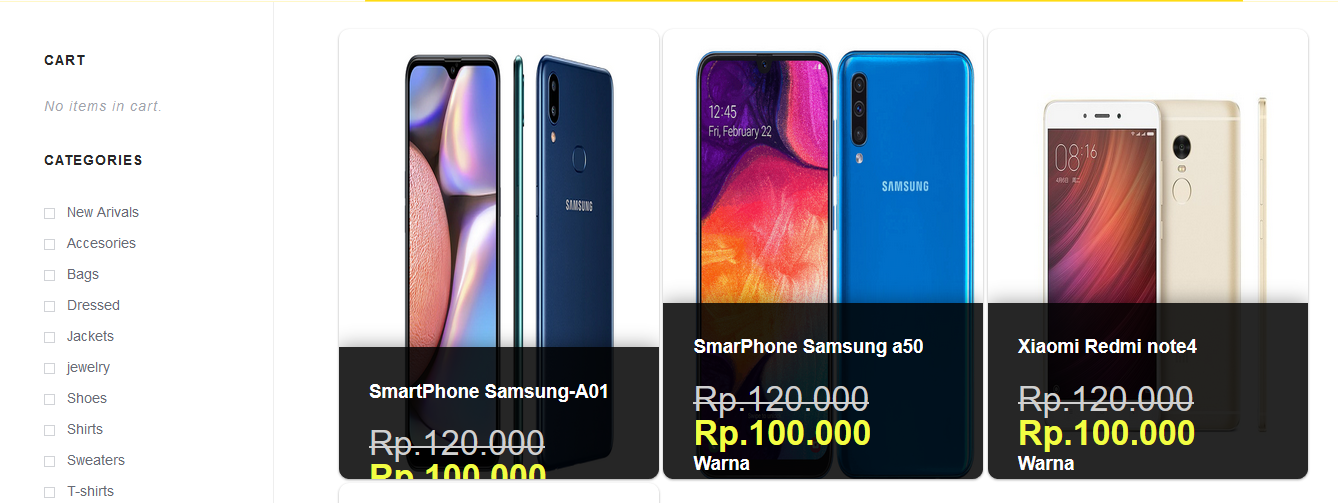 CART
No items in cart.
CATEGORIES
New Arivals
Accesories
Bags
Dressed
Jackets
jewelry
Shoes
Shirts
Sweaters
T-shirts
SAMSUNG
SmartPhone Samsung-A01
Rp.120.000
Rp.100.000
12:45
Fri, February 22
SAMSUNG
SmarPhone Samsung a50
Rp.120.000
Rp.100.000
Warna
08:16
Xiaomi Redmi note4
Rp.120.000
Rp.100.000
Warna